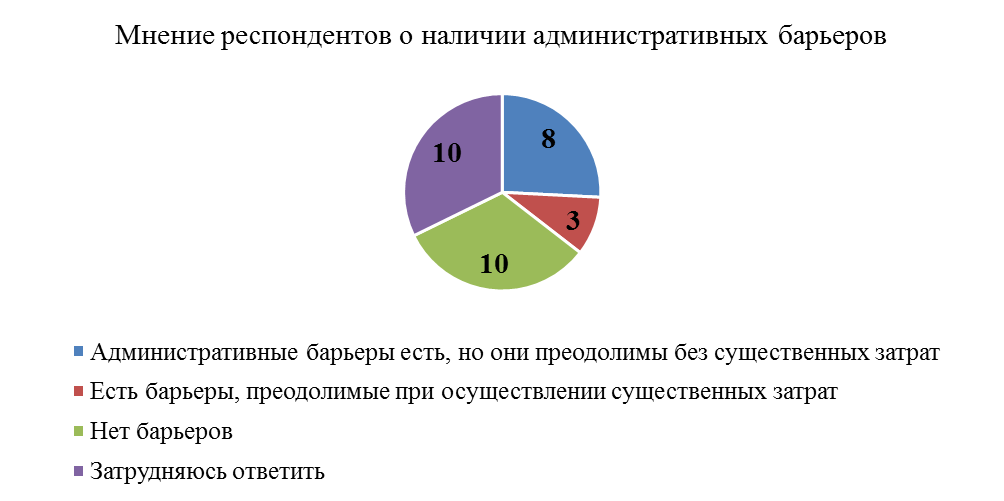 Мнение респондентов о наличии административных барьеров
8
10
3
10
Административные барьеры есть, но они преодолимы без существенных затрат
Есть барьеры, преодолимые при осуществлении существенных затрат
Нет барьеров
Затрудняюсь ответить